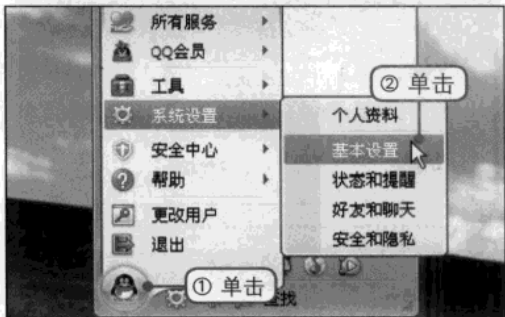 所有服务
QQ会员
工具
② 单击
系统设置
个人资料
安全中心
基本设置
帮助
状态和提醒
更改用户
好友和聊天
退出
安全和隐私
① 单击
查找